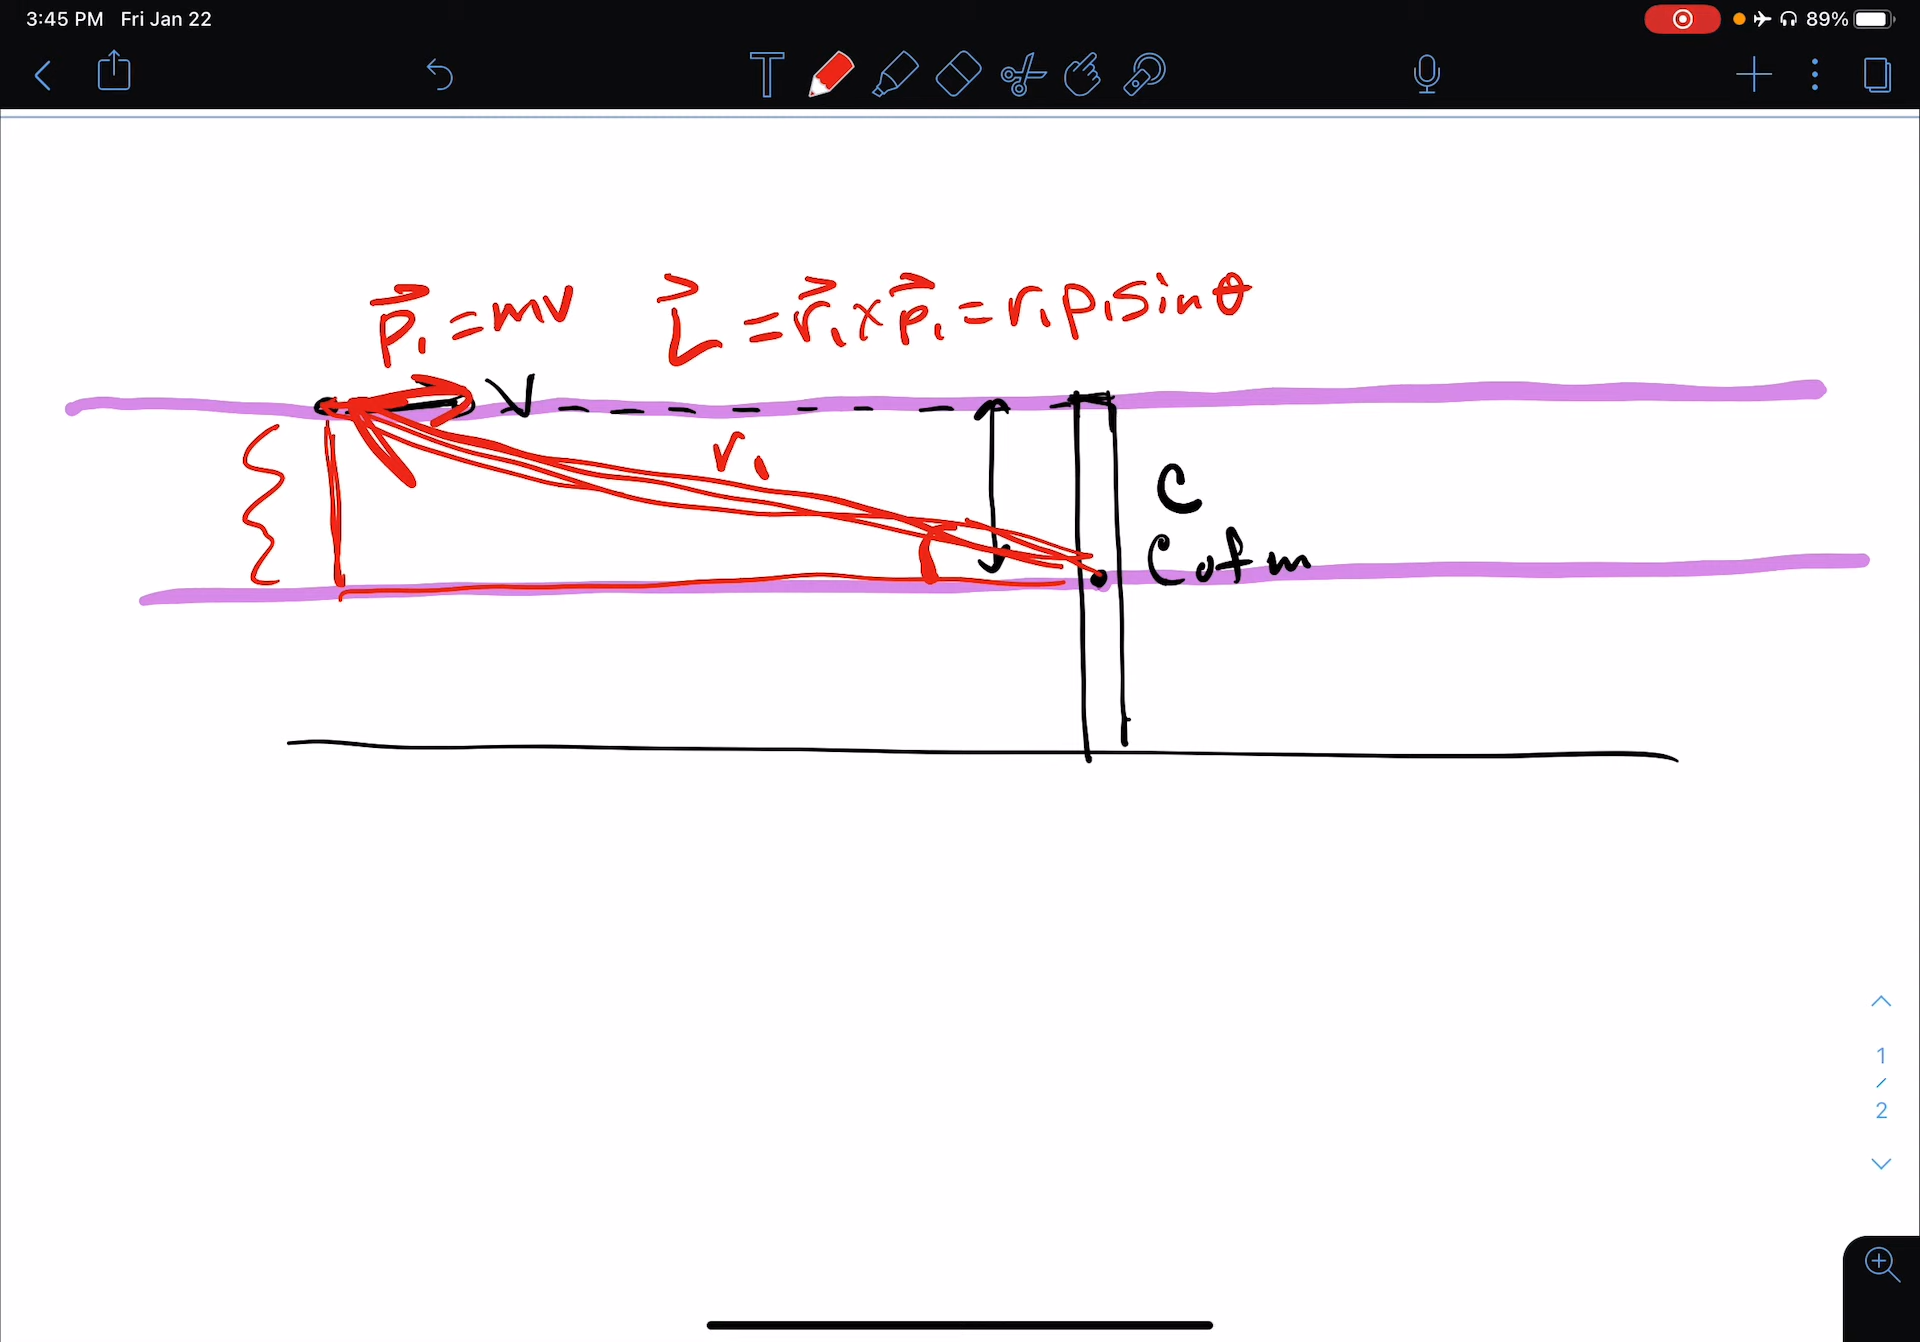 3:45 PM Fri Jan 22
89%
T
p⃗₁ = mv L⃗ = r⃗₁ × p⃗₁ = r₁p₁sinθ
V
r₁
C
C of m
1
/
2